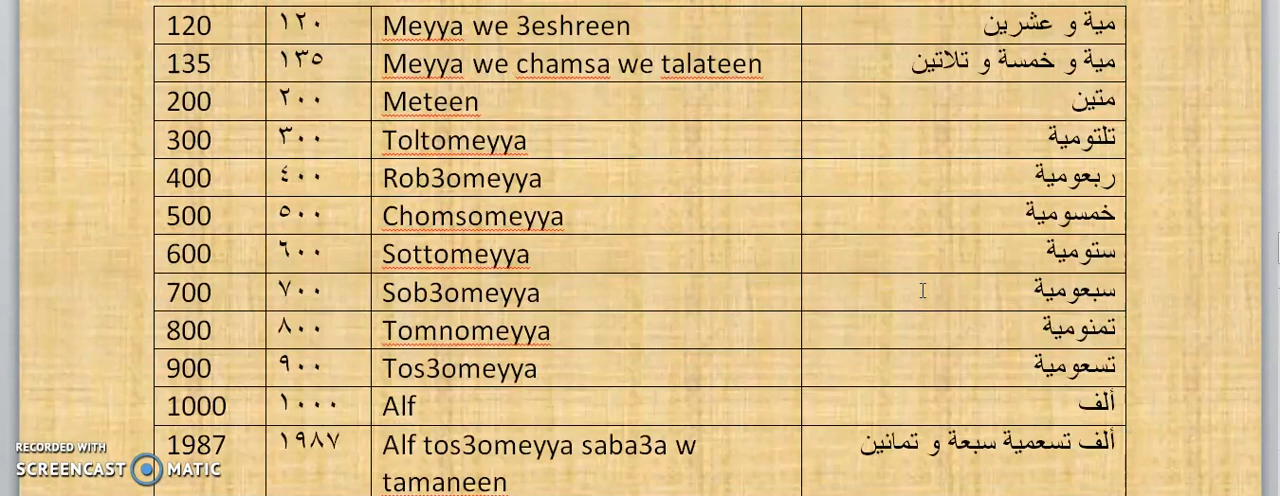 120 ١٢٠ Meyya we 3eshreen مية و عشرين
135 ١٣٥ Meyya we chamsa we talateen مية و خمسة و تلاتين
200 ٢٠٠ Meteen متين
300 ٣٠٠ Toltomeyya تلتومية
400 ٤٠٠ Rob3omeyya ربعومية
500 ٥٠٠ Chomsomeyya خمسومية
600 ٦٠٠ Sottomeyya ستومية
700 ٧٠٠ Sob3omeyya سبعومية
800 ٨٠٠ Tomnomeyya تمنومية
900 ٩٠٠ Tos3omeyya تسعومية
1000 ١٠٠٠ Alf ألف
1987 ١٩٨٧ Alf tos3omeyya saba3a w ألف تسعمية سبعة و تمانين
tamaneen
RECORDED WITH
SCREENCAST MATIC